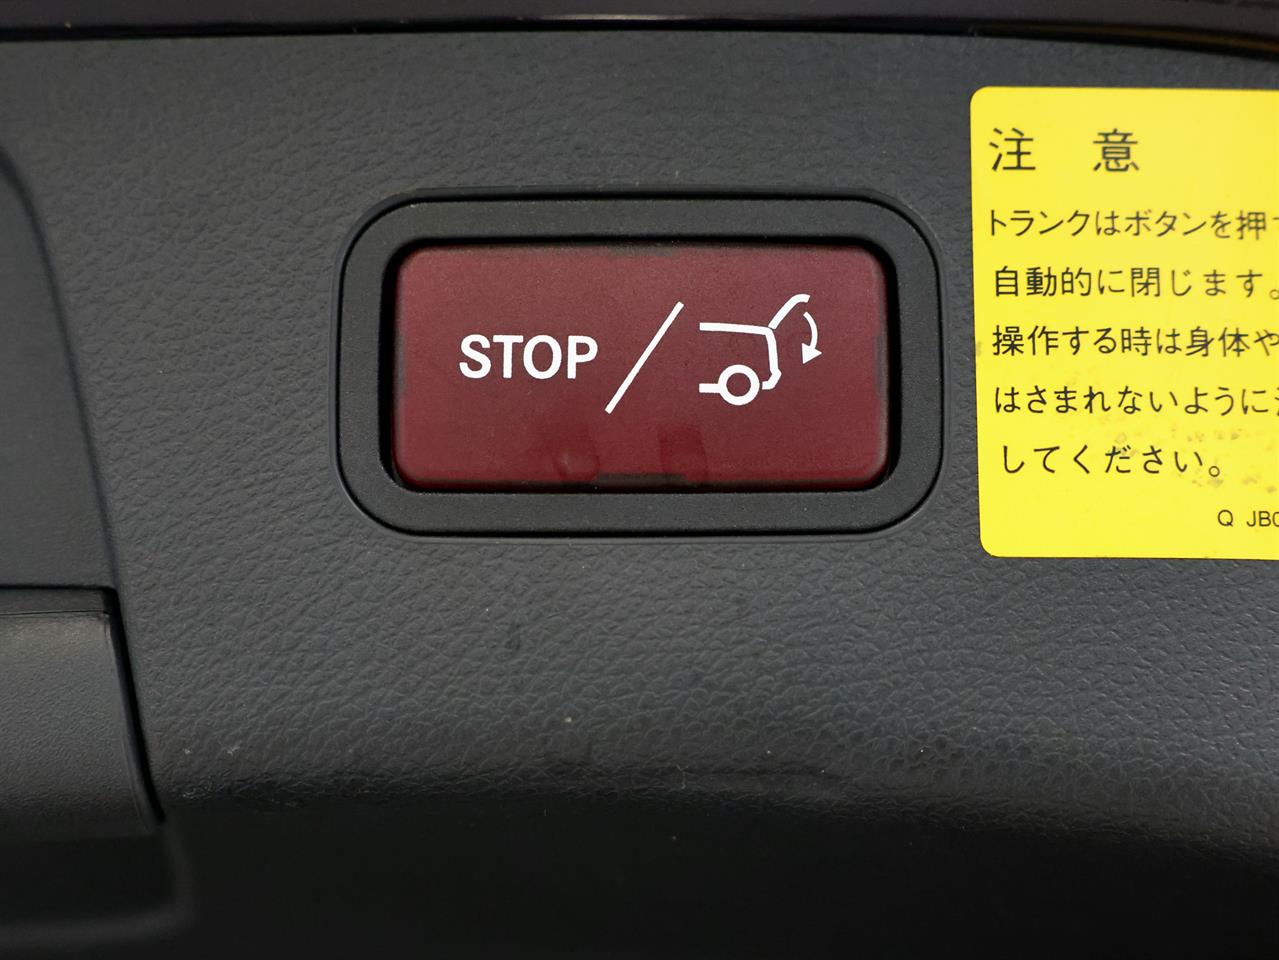 STOP
注 意
トランクはボタンを押
自動的に閉じます。
操作する時は身体や
はさまれないように
してください。
Q